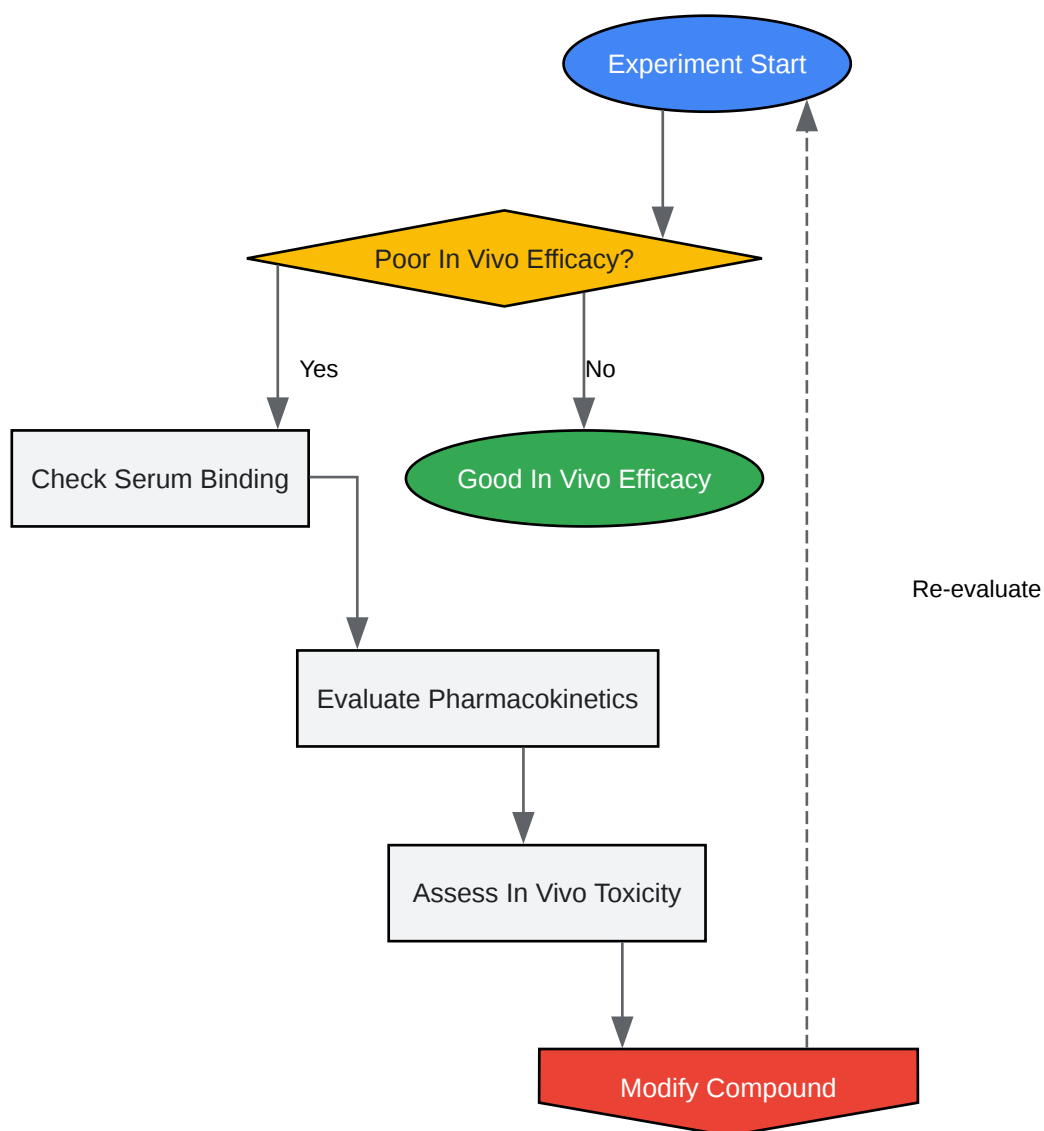 Experiment Start
Poor In Vivo Efficacy?
Yes
No
Check Serum Binding
Good In Vivo Efficacy
Re-evaluate
Evaluate Pharmacokinetics
Assess In Vivo Toxicity
Modify Compound